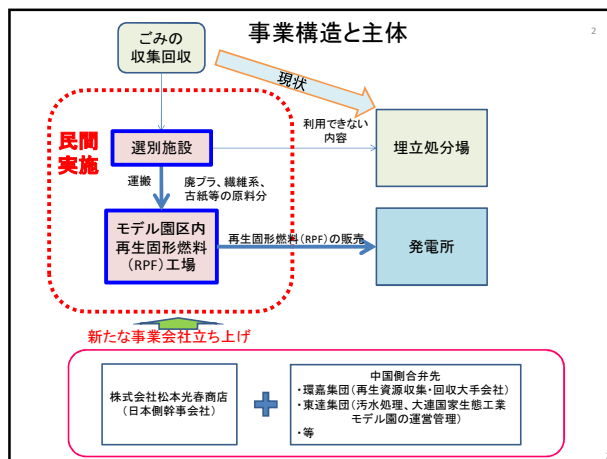 事業構造と主体
2
ごみの
収集回収
現状
民間
実施
選別施設
利用できない
内容
埋立処分場
運搬
廃プラ、繊維系、
古紙等の原料分
モデル園区内
再生固形燃料
(RPF)工場
再生固形燃料(RPF)の販売
発電所
新たな事業会社立ち上げ
株式会社松本光春商店
(日本側幹事会社)
中国側合弁先
・環嘉集団(再生資源収集・回収大手会社)
・東達集団(汚水処理、大連国家生態工業
モデル園の運営管理)
・等